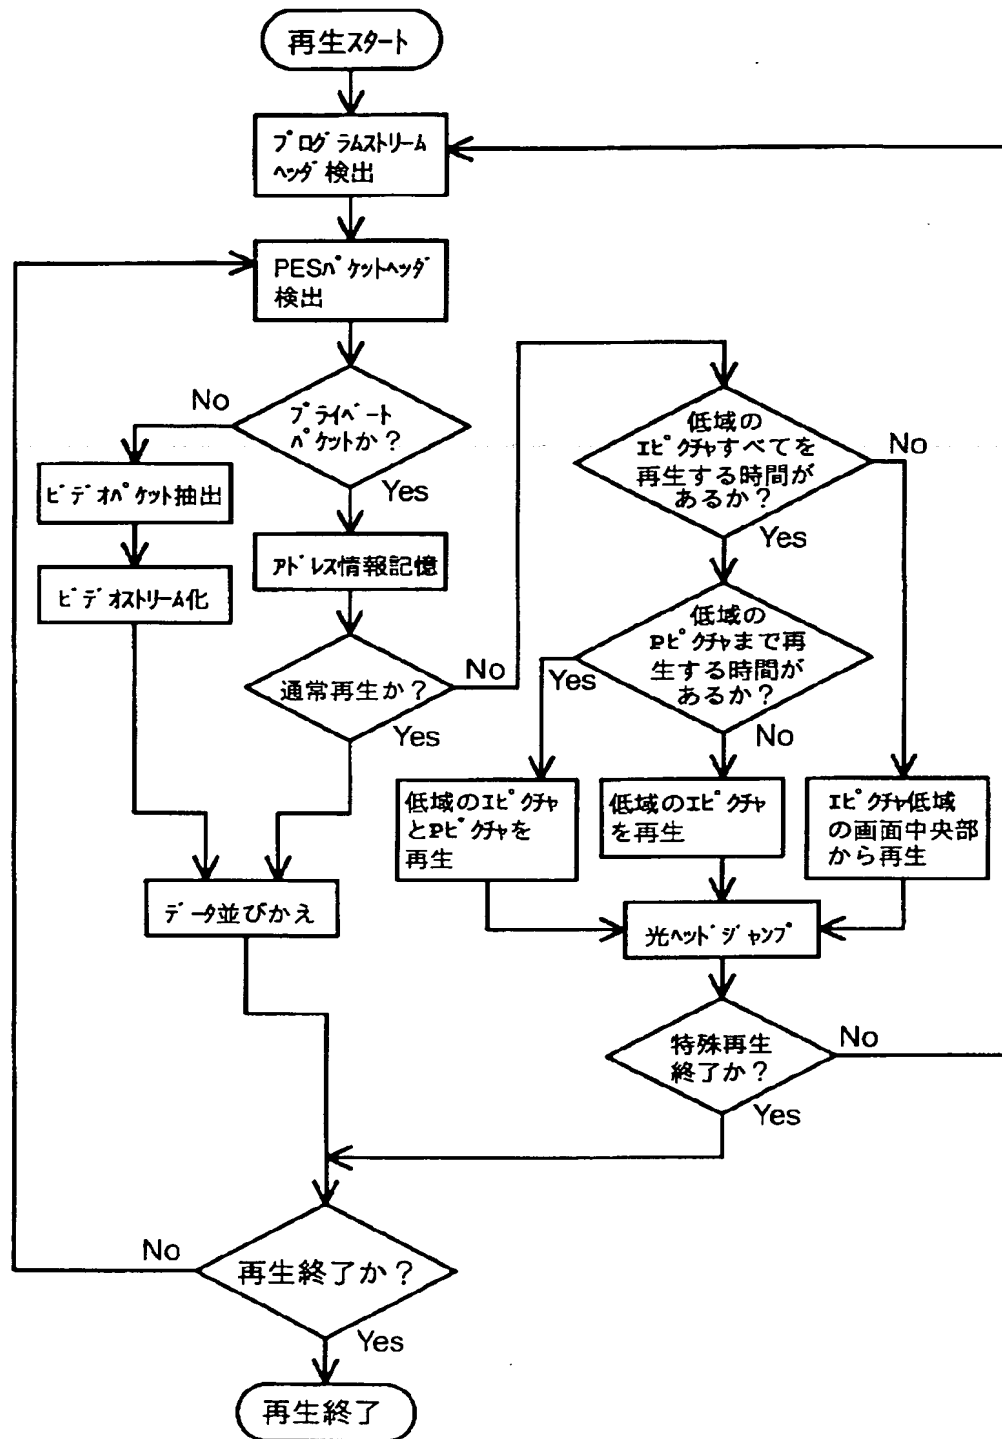 再生スタート
プログラムストリーム
ヘッダ検出
PESパケットヘッダ
検出
No
プライベート
パケットか？
Yes
ビデオパケット抽出
アドレス情報記憶
ビデオストリーム化
通常再生か？
No
Yes
低域の
Iピクチャすべてを
再生する時間が
あるか？
No
Yes
低域の
Pピクチャまで再
生する時間が
あるか？
Yes
No
低域のIピクチャ
とPピクチャを
再生
低域のIピクチャ
を再生
Iピクチャ低域
の画面中央部
から再生
データ並びかえ
光ヘッドジャンプ
特殊再生
終了か？
No
Yes
再生終了か？
No
Yes
再生終了